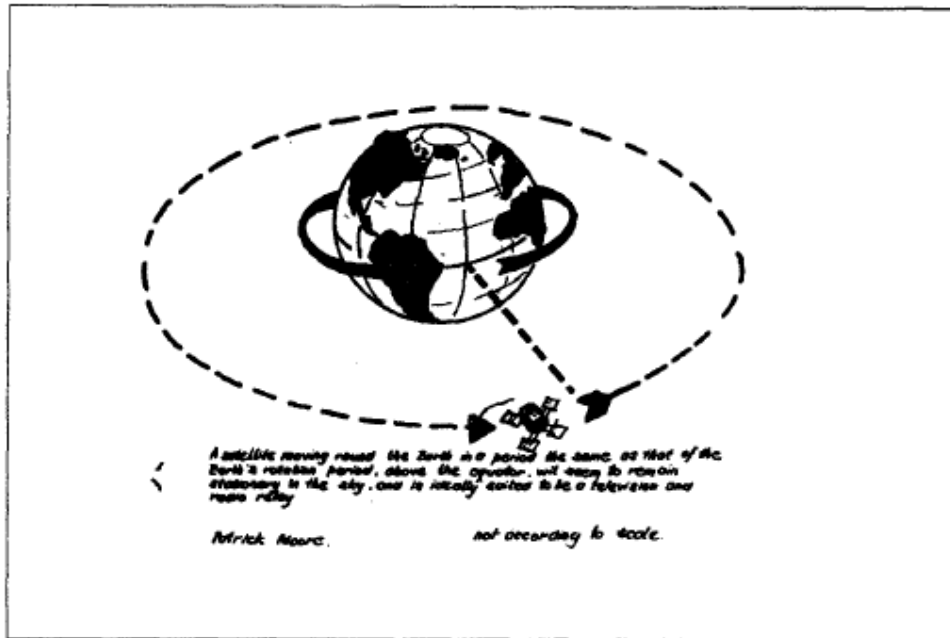 A satellite moving round the Earth in a period the same as that of the
Earth's rotation period, above the equator, will seem to remain
stationary in the sky, and is ideally suited to be a television and
radio relay
Patrick Moore. not according to scale.